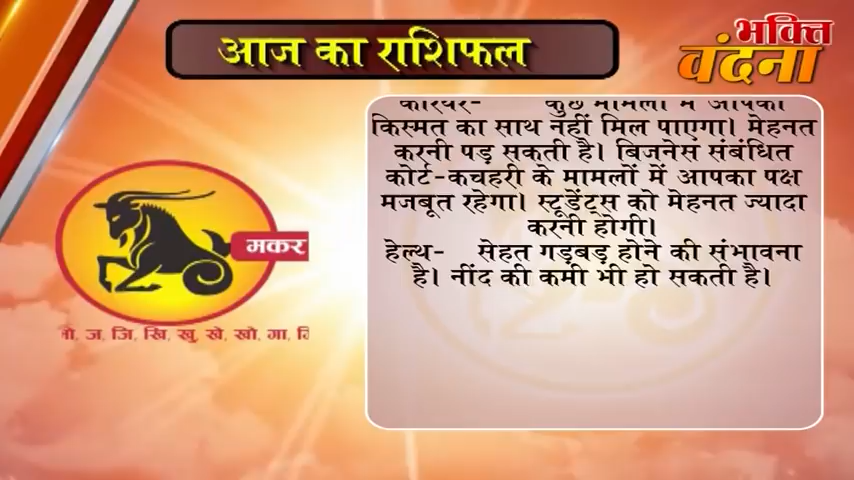 आज का राशिफल
भक्ति
वंदना
किस्मत का साथ नहीं मिल पाएगा। मेहनत
करनी पड़ सकती है। बिजनेस संबंधित
कोर्ट-कचहरी के मामलों में आपका पक्ष
मजबूत रहेगा। स्टूडेंट्स को मेहनत ज्यादा
करनी होगी।
हेल्थ- सेहत गड़बड़ होने की संभावना
है। नींद की कमी भी हो सकती है।
मकर
ज, जि, खि, खु, खे, खो, गा,